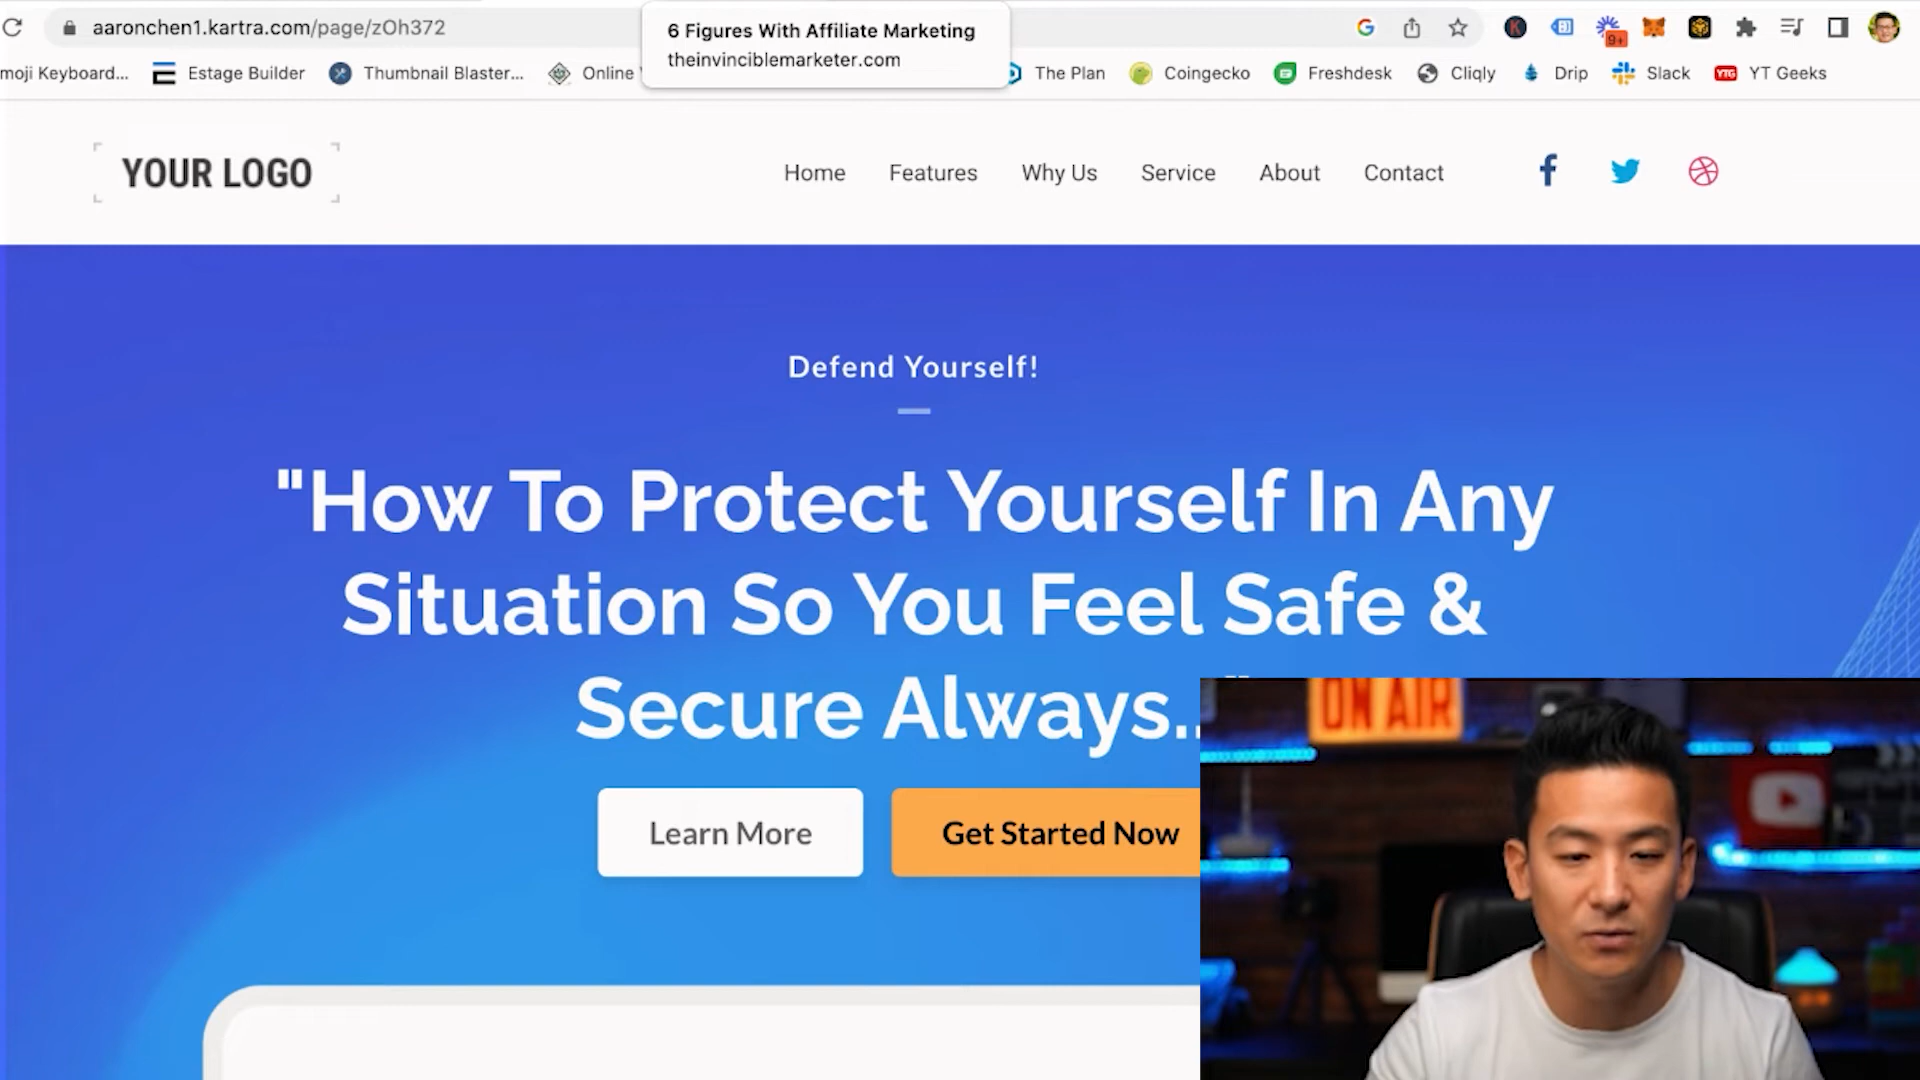 aaronchen1.kartra.com/page/zOh372
6 Figures With Affiliate Marketing
theinvinciblemarketer.com
9+
moji Keyboard...
Estage Builder
Thumbnail Blaster...
Online
The Plan
Coingecko
Freshdesk
Cliqly
Drip
Slack
YTG
YT Geeks
YOUR LOGO
Home
Features
Why Us
Service
About
Contact
Defend Yourself!
"How To Protect Yourself In Any
Situation So You Feel Safe &
Secure Always..
Learn More
Get Started Now
ON AIR